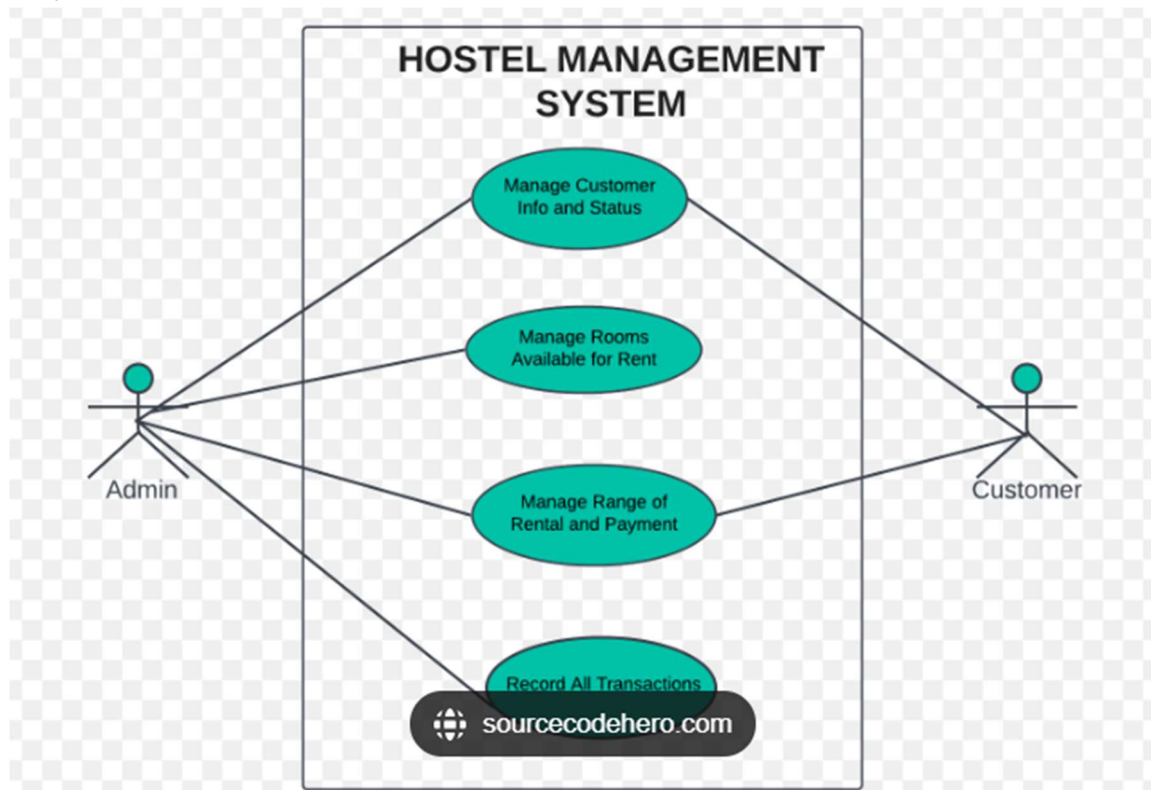 HOSTEL MANAGEMENT
SYSTEM
Manage Customer
Info and Status
Manage Rooms
Available for Rent
Admin
Customer
Manage Range of
Rental and Payment
Record All Transactions
sourcecodehero.com